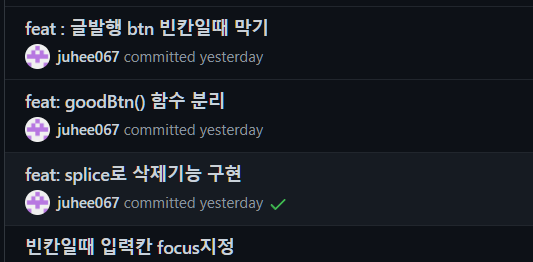 feat : 글발행 btn 빈칸일때 막기
juhee067 committed yesterday
feat: goodBtn() 함수 분리
juhee067 committed yesterday
feat: splice로 삭제기능 구현
juhee067 committed yesterday
빈칸일때 입력칸 focus지정